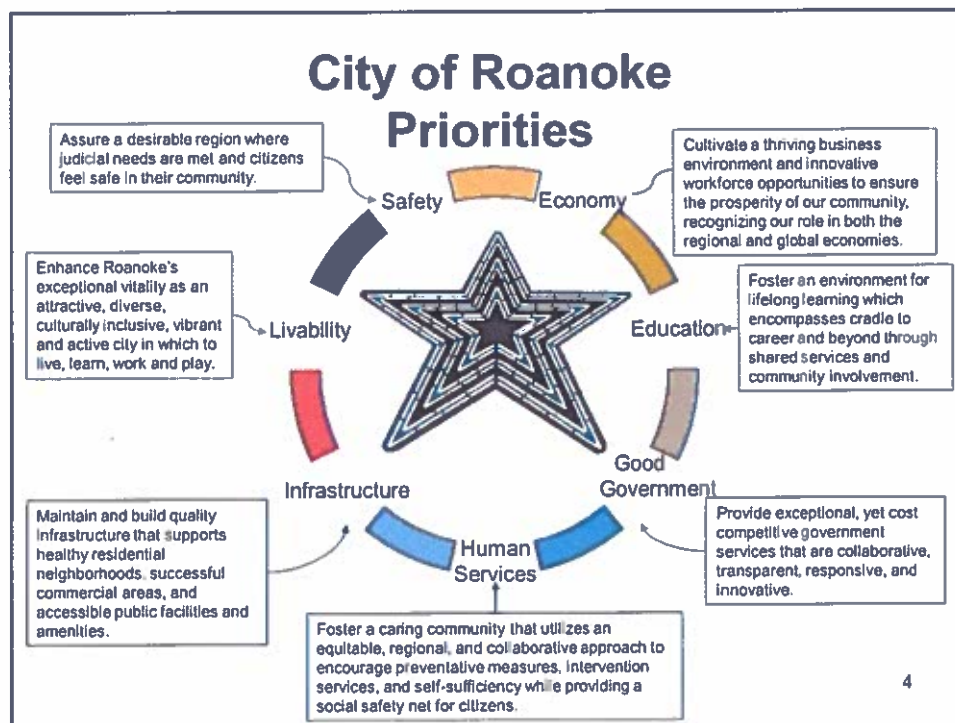 City of Roanoke
Priorities
Assure a desirable region where
judicial needs are met and citizens
feel safe in their community.
Safety
Economy
Cultivate a thriving business
environment and innovative
workforce opportunities to ensure
the prosperity of our community,
recognizing our role in both the
regional and global economies.
Enhance Roanoke's
exceptional vitality as an
attractive, diverse,
culturally inclusive, vibrant
and active city in which to
live, learn, work and play.
Livability
Education
Foster an environment for
lifelong learning which
encompasses cradle to
career and beyond through
shared services and
community involvement.
Infrastructure
Good
Government
Maintain and build quality
infrastructure that supports
healthy residential
neighborhoods, successful
commercial areas, and
accessible public facilities and
amenities.
Human
Services
Provide exceptional, yet cost
competitive government
services that are collaborative,
transparent, responsive, and
innovative.
Foster a caring community that utilizes an
equitable, regional, and collaborative approach to
encourage preventative measures, intervention
services, and self-sufficiency while providing a
social safety net for citizens.
4